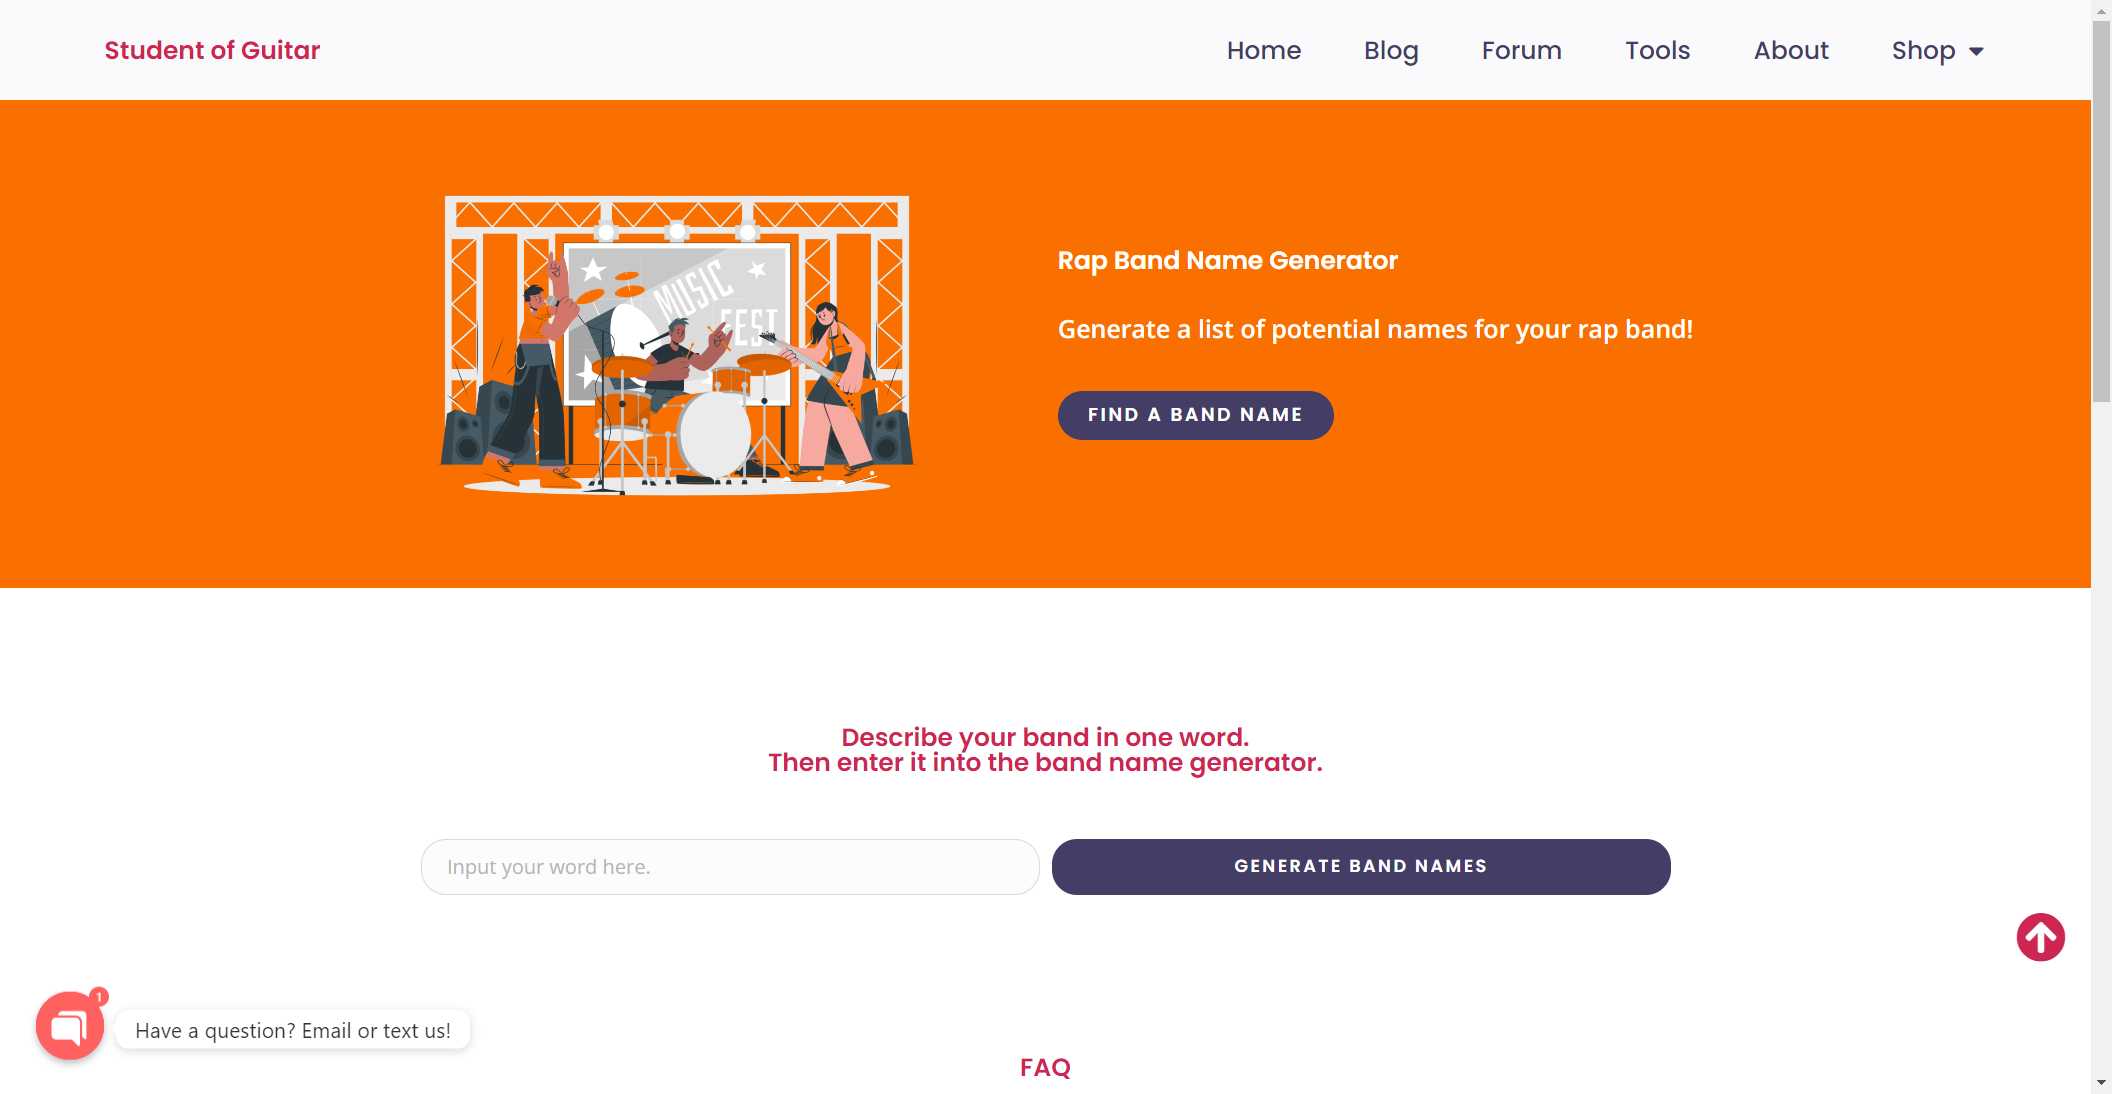 Student of Guitar
Home Blog Forum Tools About Shop
MUSIC
FEST
Rap Band Name Generator
Generate a list of potential names for your rap band!
FIND A BAND NAME
Describe your band in one word.
Then enter it into the band name generator.
Input your word here.
GENERATE BAND NAMES
1
Have a question? Email or text us!
FAQ